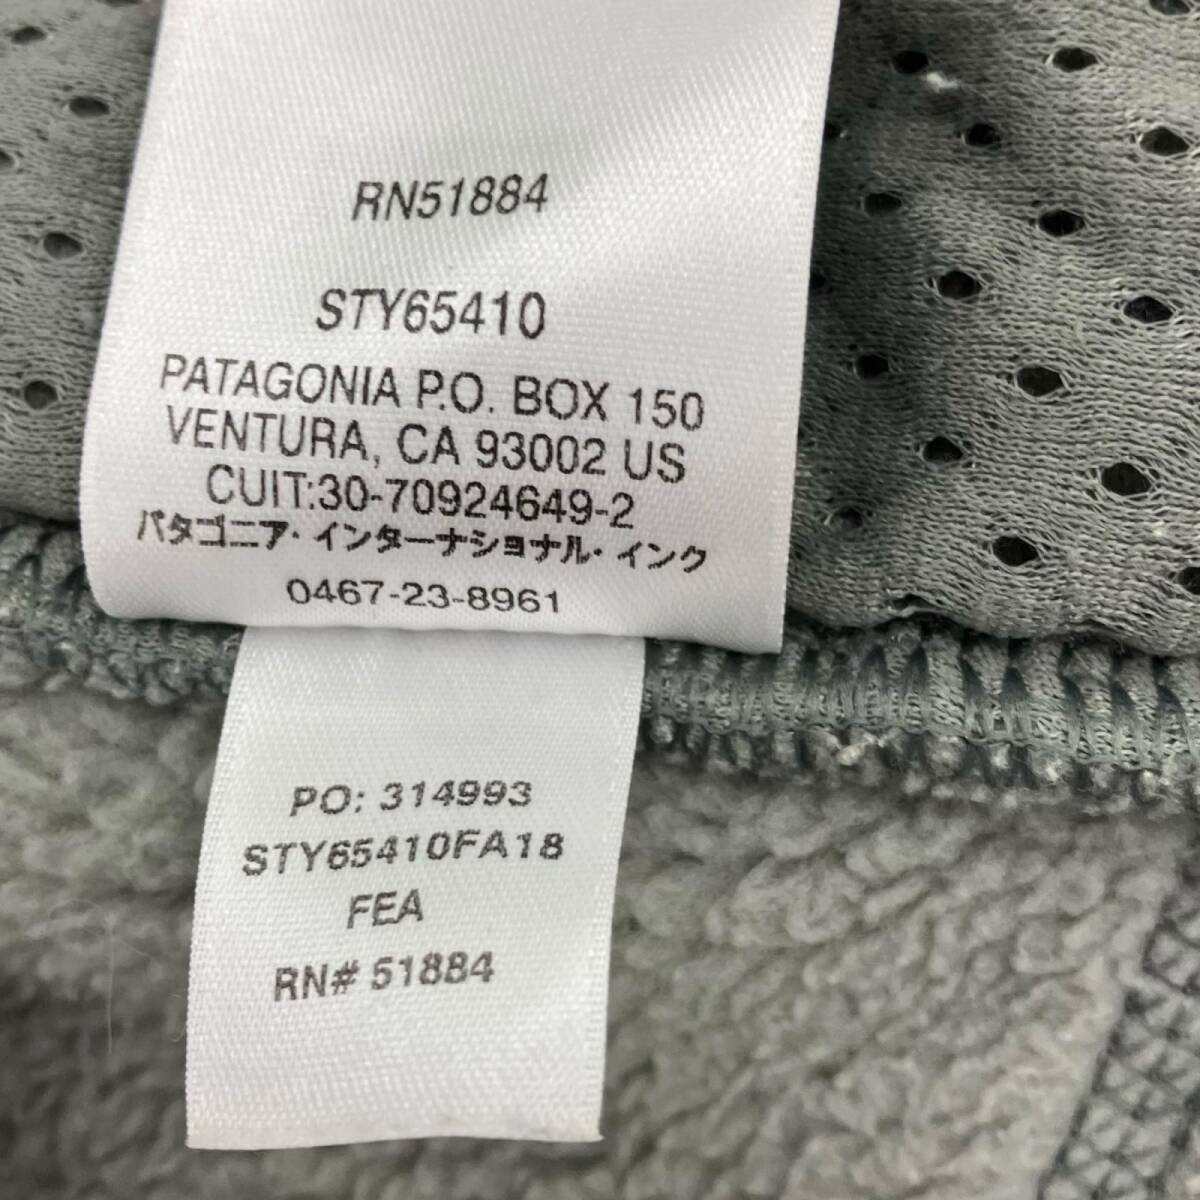 RN51884
STY65410
PATAGONIA P.O. BOX 150
VENTURA, CA 93002 US
CUIT:30-70924649-2
パタゴニア・インターナショナル・インク
0467-23-8961
PO: 314993
STY65410FA18
FEA
RN# 51884